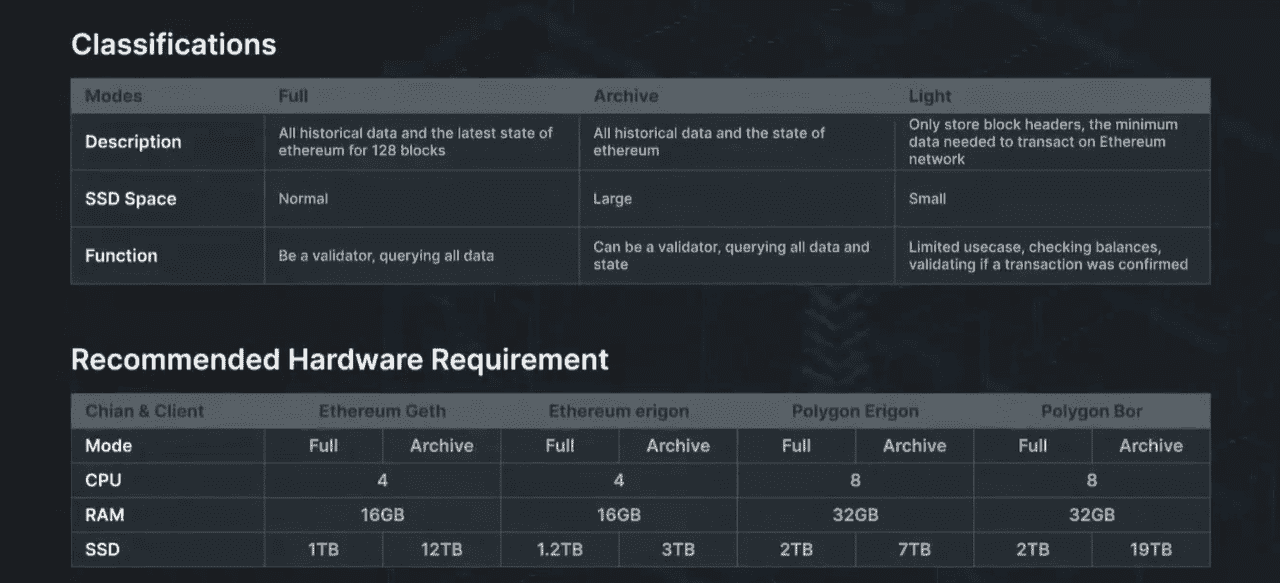 Classifications
Modes Full Archive Light
Description All historical data and the latest state of ethereum for 128 blocks All historical data and the state of ethereum Only store block headers, the minimum data needed to transact on Ethereum network
SSD Space Normal Large Small
Function Be a validator, querying all data Can be a validator, querying all data and state Limited usecase, checking balances, validating if a transaction was confirmed
Recommended Hardware Requirement
Chian & Client Ethereum Geth Ethereum erigon Polygon Erigon Polygon Bor
Mode Full Archive Full Archive Full Archive Full Archive
CPU 4 4 8 8
RAM 16GB 16GB 32GB 32GB
SSD 1TB 12TB 1.2TB 3TB 2TB 7TB 2TB 19TB